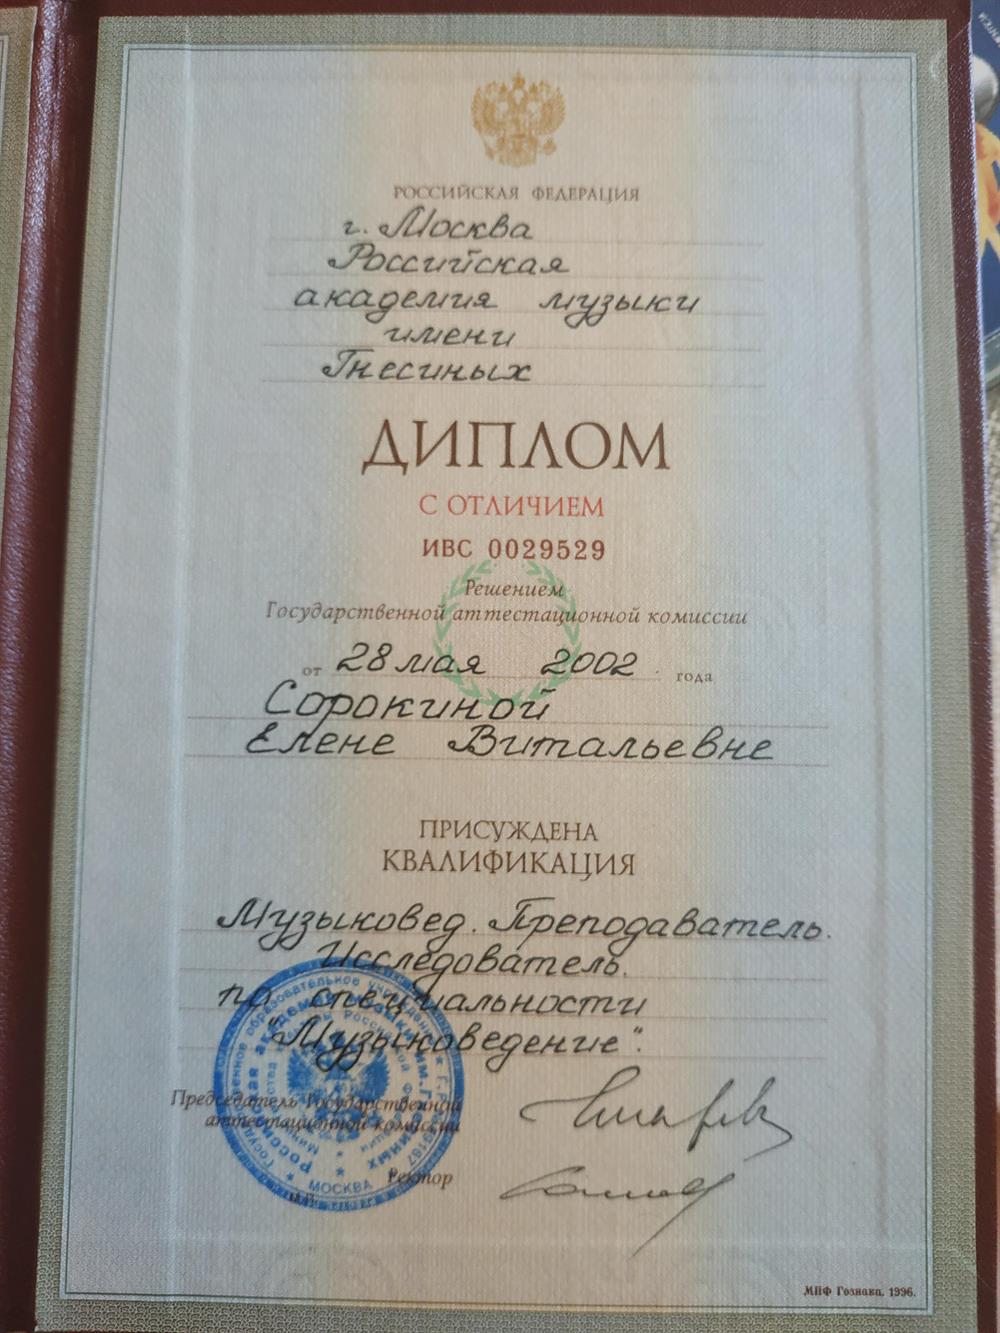 РОССИЙСКАЯ ФЕДЕРАЦИЯ
г. Москва
Российская
академия музыки
имени
Гнесиных
ДИПЛОМ
С ОТЛИЧИЕМ
ИВС 0029529
Решением
Государственной аттестационной комиссии
от 28 мая 2002 года
Сорокиной
Елене Витальевне
ПРИСУЖДЕНА
КВАЛИФИКАЦИЯ
Музыковед. Преподаватель.
Исследователь.
по специальности
"Музыковедение".
Председатель Государственной
аттестационной комиссии
Ректор
МОСКВА
МПФ Гознака. 1996.